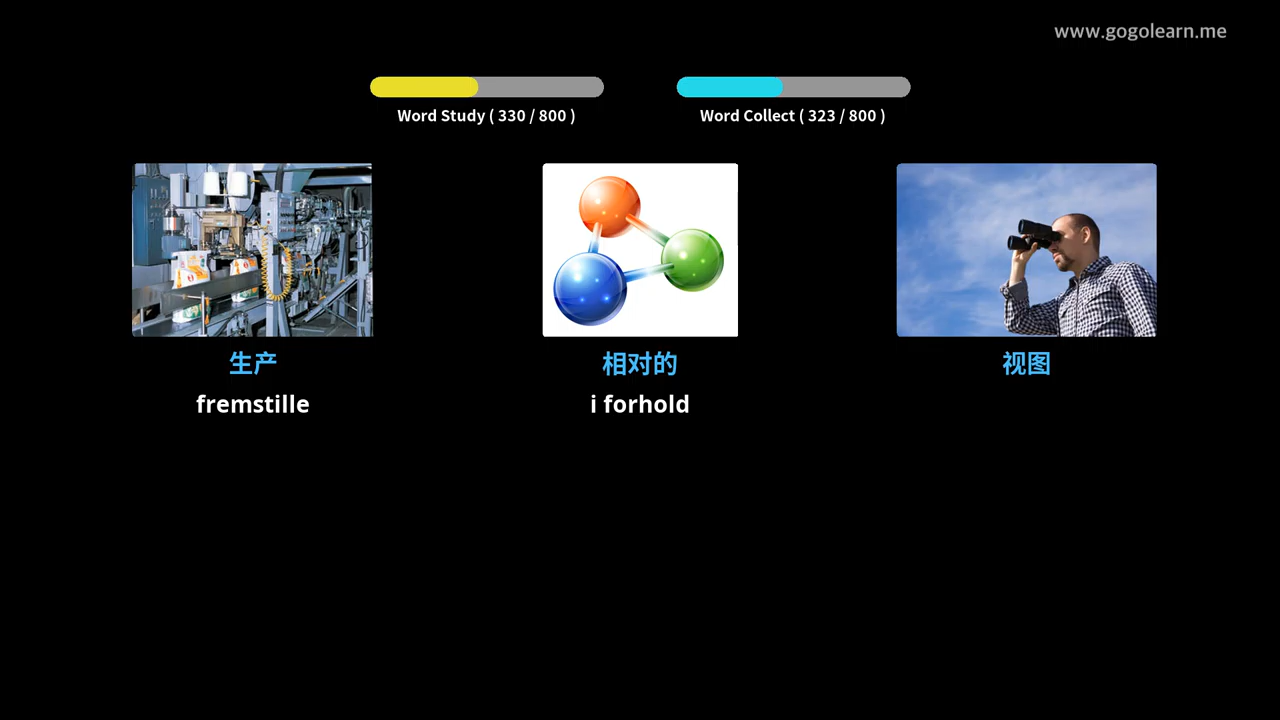 www.gogolearn.me
Word Study ( 330 / 800 )
Word Collect ( 323 / 800 )
生产
相对的
视图
fremstille
i forhold